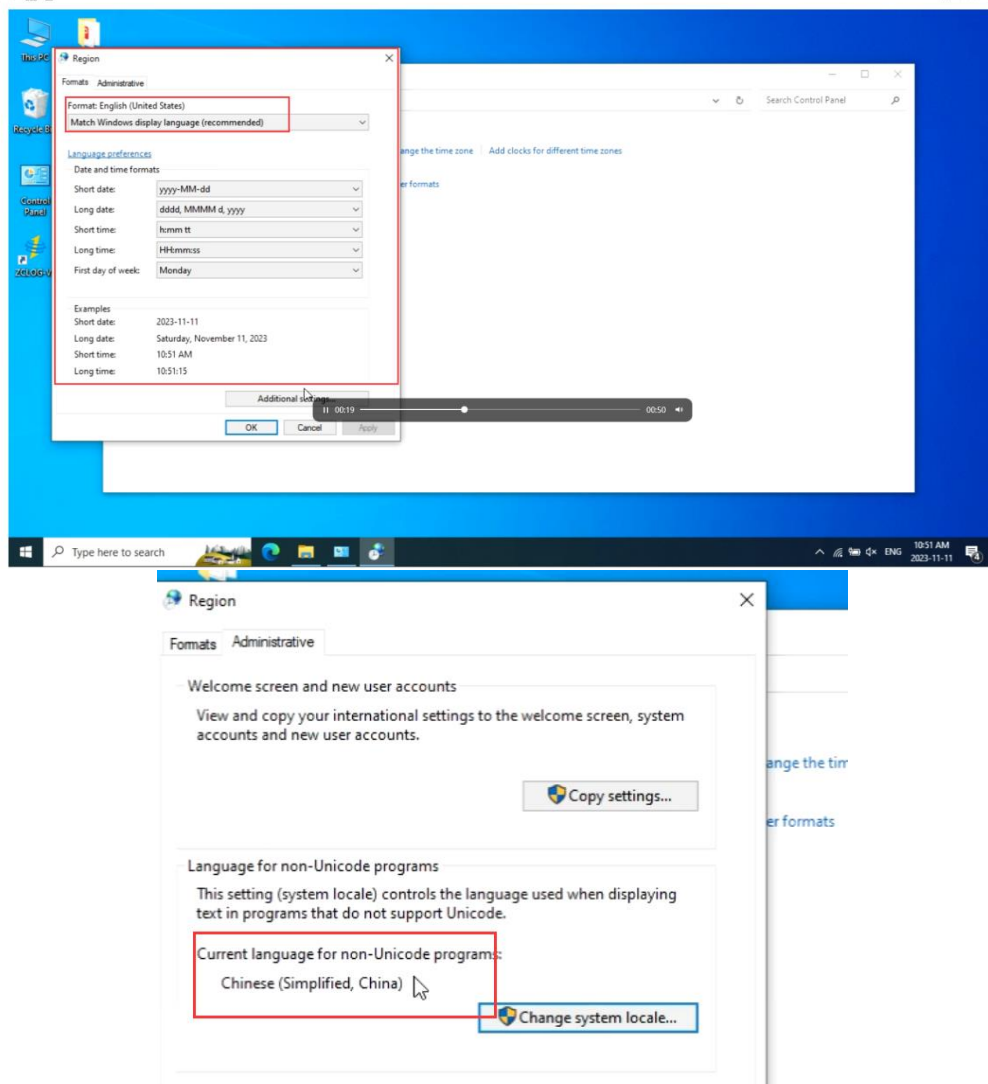 This PC
Region
Formats Administrative
Format: English (United States)
Match Windows display language (recommended)
Language preferences
Date and time formats
Short date: yyyy-MM-dd
Long date: dddd, MMMM d, yyyy
Short time: h:mm tt
Long time: HH:mm:ss
First day of week: Monday
Examples
Short date: 2023-11-11
Long date: Saturday, November 11, 2023
Short time: 10:51 AM
Long time: 10:51:15
Additional settings...
OK Cancel Apply
Search Control Panel
ange the time zone Add clocks for different time zones
er formats
Recycle Bi
Control
Panel
ZCLOG-V
00:19 00:50
Type here to search
ENG
10:51 AM
2023-11-11
4
Region
Formats Administrative
Welcome screen and new user accounts
View and copy your international settings to the welcome screen, system
accounts and new user accounts.
Copy settings...
Language for non-Unicode programs
This setting (system locale) controls the language used when displaying
text in programs that do not support Unicode.
Current language for non-Unicode programs:
Chinese (Simplified, China)
Change system locale...
ange the tim
er formats